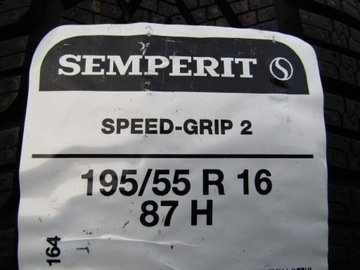 SEMPERIT
SPEED-GRIP 2
195/55 R 16
87 H
164